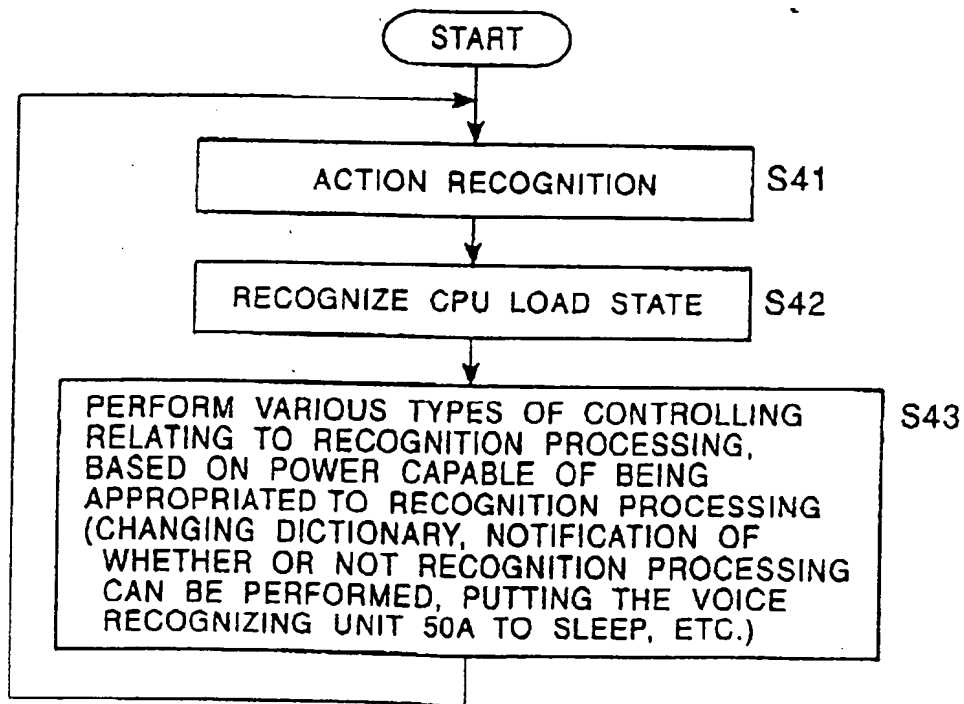 START
ACTION RECOGNITION
S41
RECOGNIZE CPU LOAD STATE
S42
PERFORM VARIOUS TYPES OF CONTROLLING
RELATING TO RECOGNITION PROCESSING,
BASED ON POWER CAPABLE OF BEING
APPROPRIATED TO RECOGNITION PROCESSING
(CHANGING DICTIONARY, NOTIFICATION OF
WHETHER OR NOT RECOGNITION PROCESSING
CAN BE PERFORMED, PUTTING THE VOICE
RECOGNIZING UNIT 50A TO SLEEP, ETC.)
S43